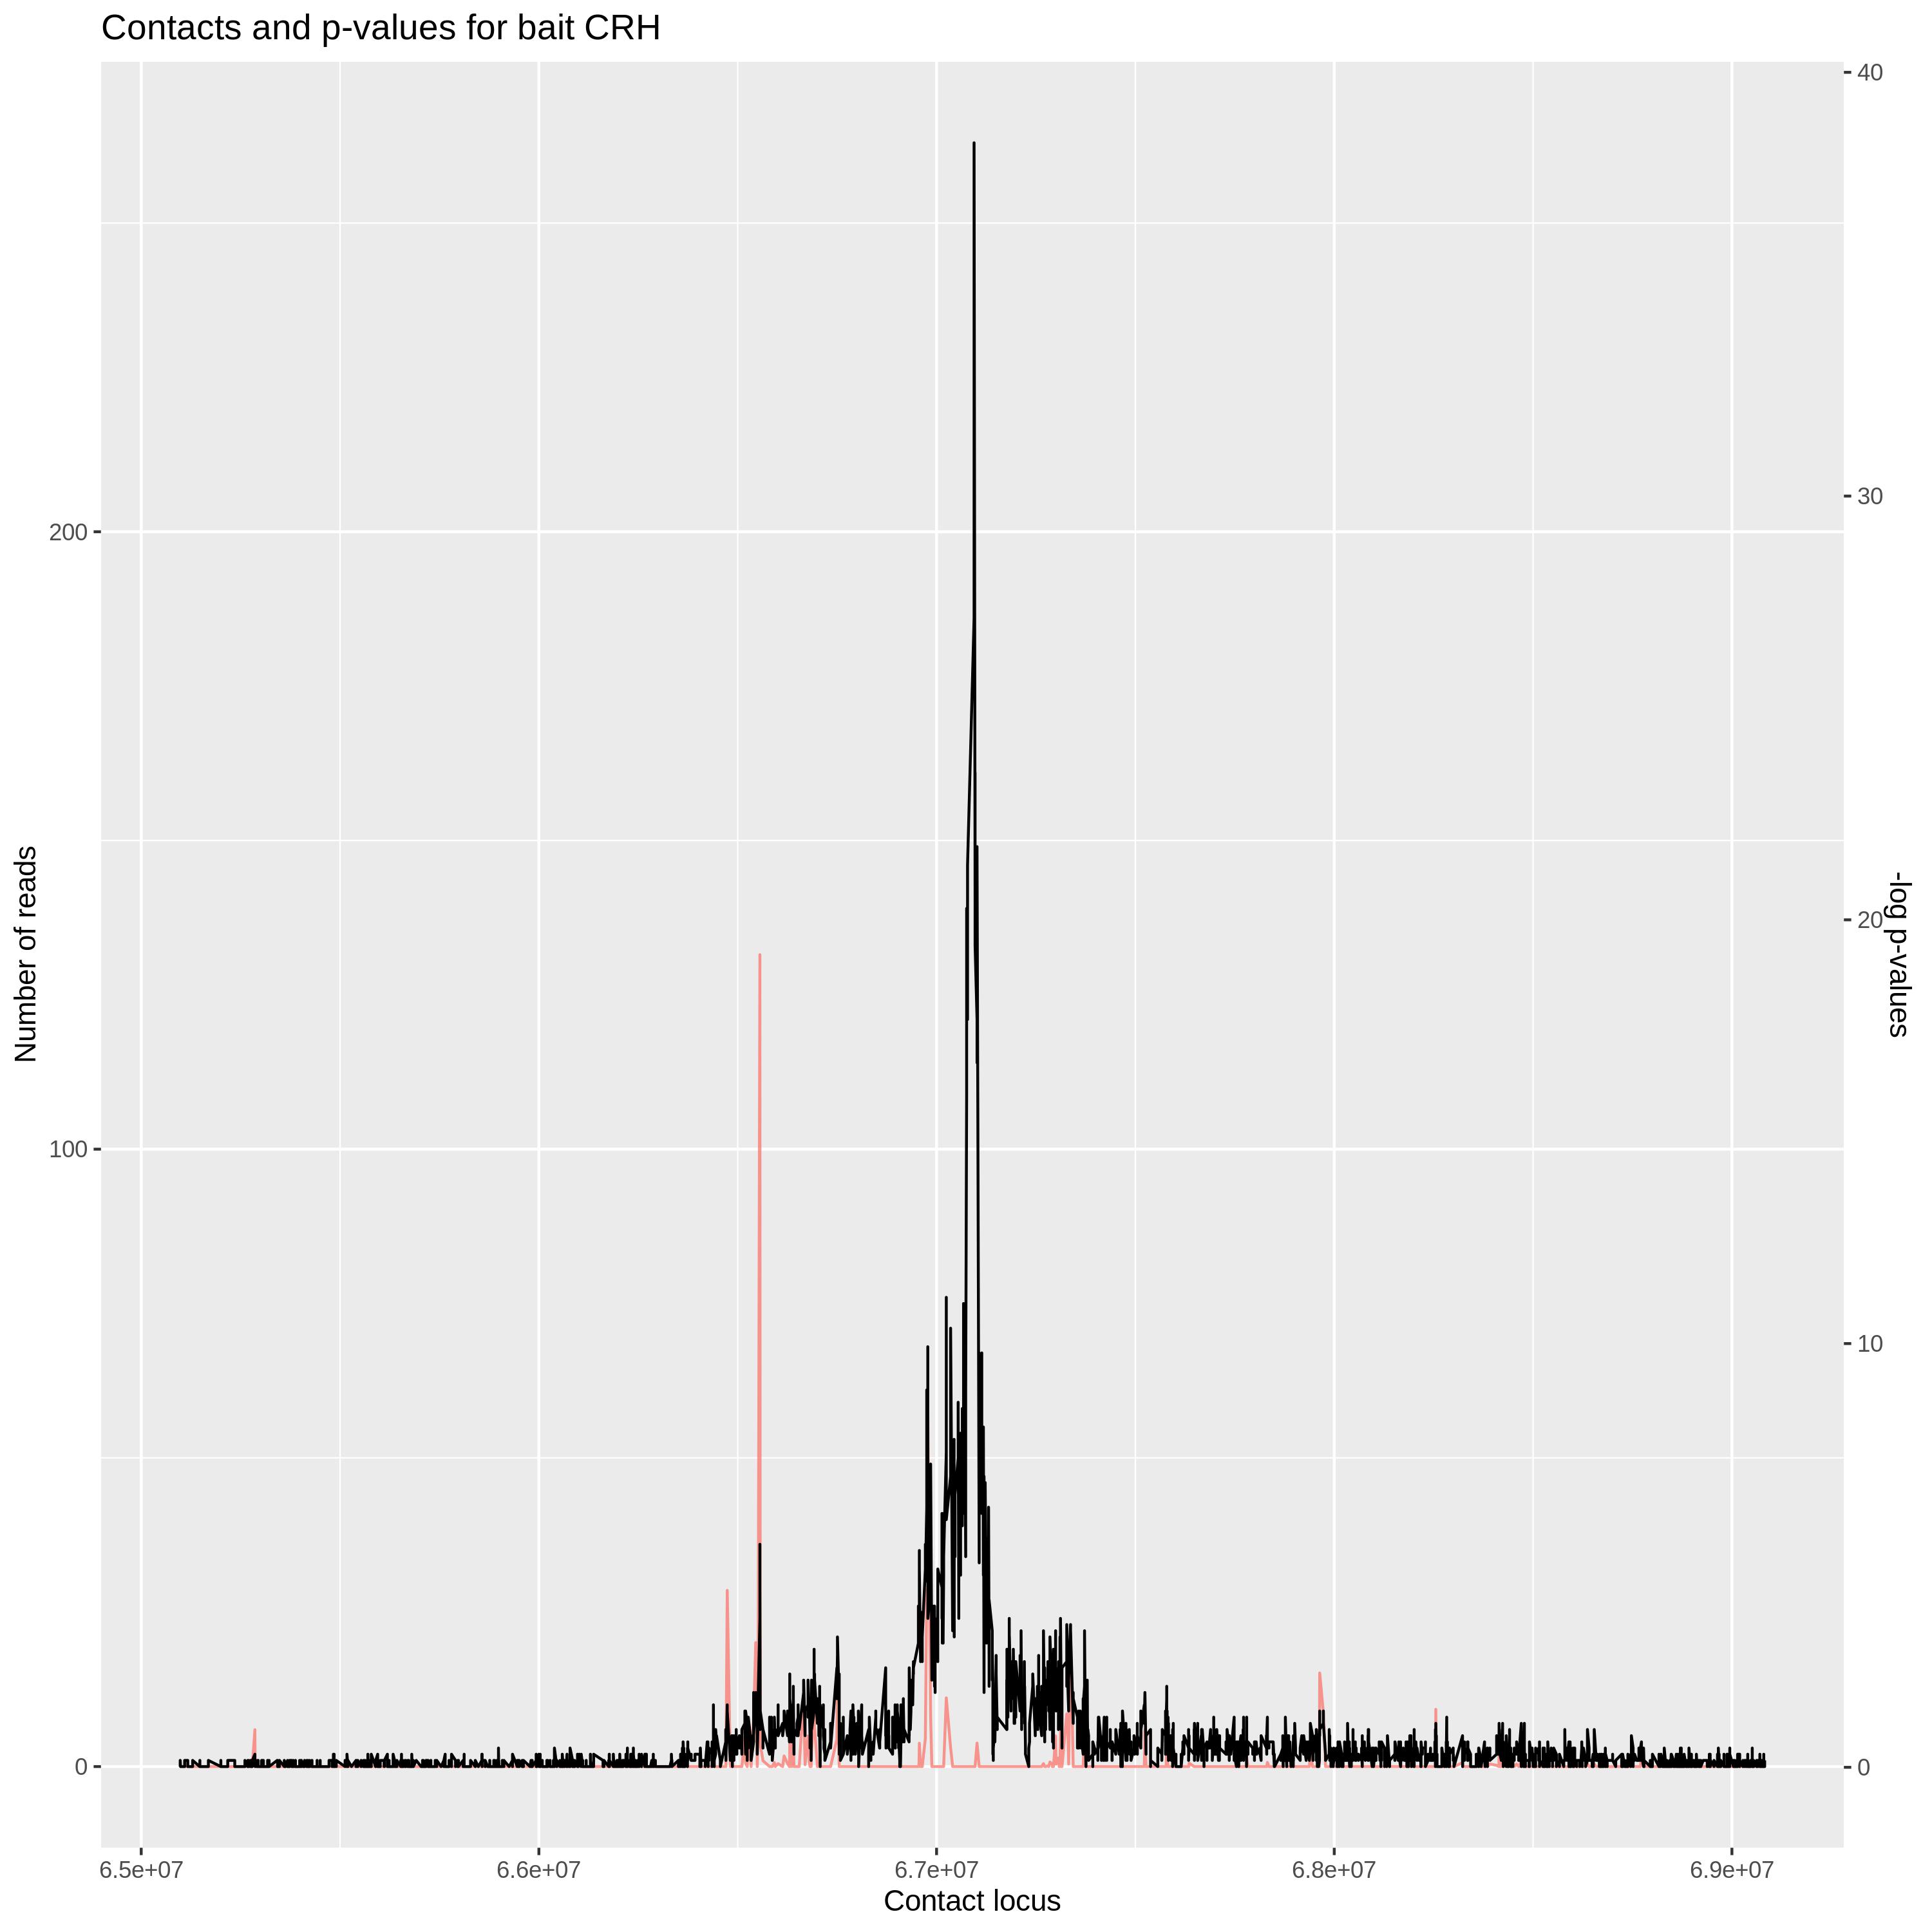 Contacts and p-values for bait CRH
40
30
200
Number of reads
20
-log p-values
100
10
0
0
6.5e+07
6.6e+07
6.7e+07
6.8e+07
6.9e+07
Contact locus